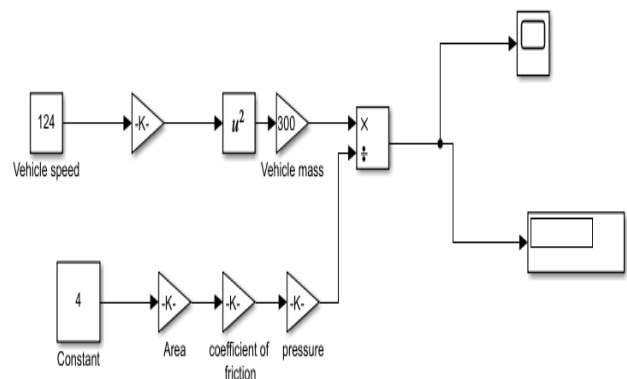 124
-K-
u²
300
×
÷
Vehicle speed
Vehicle mass
4
-K-
-K-
-K-
Constant
Area
coefficient of
friction
pressure